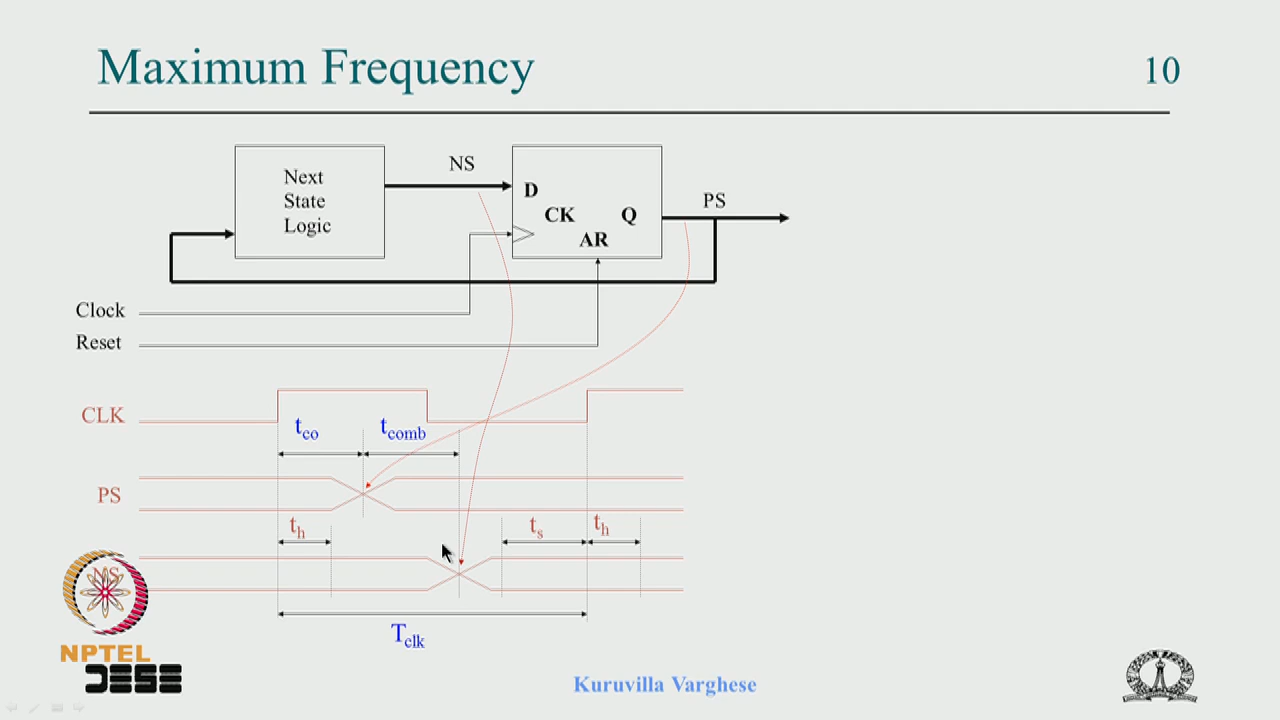 Maximum Frequency
10
Next
State
Logic
NS
D
CK
Q
AR
PS
Clock
Reset
CLK
tco
tcomb
PS
th
ts
th
NS
Tclk
NPTEL
Kuruvilla Varghese